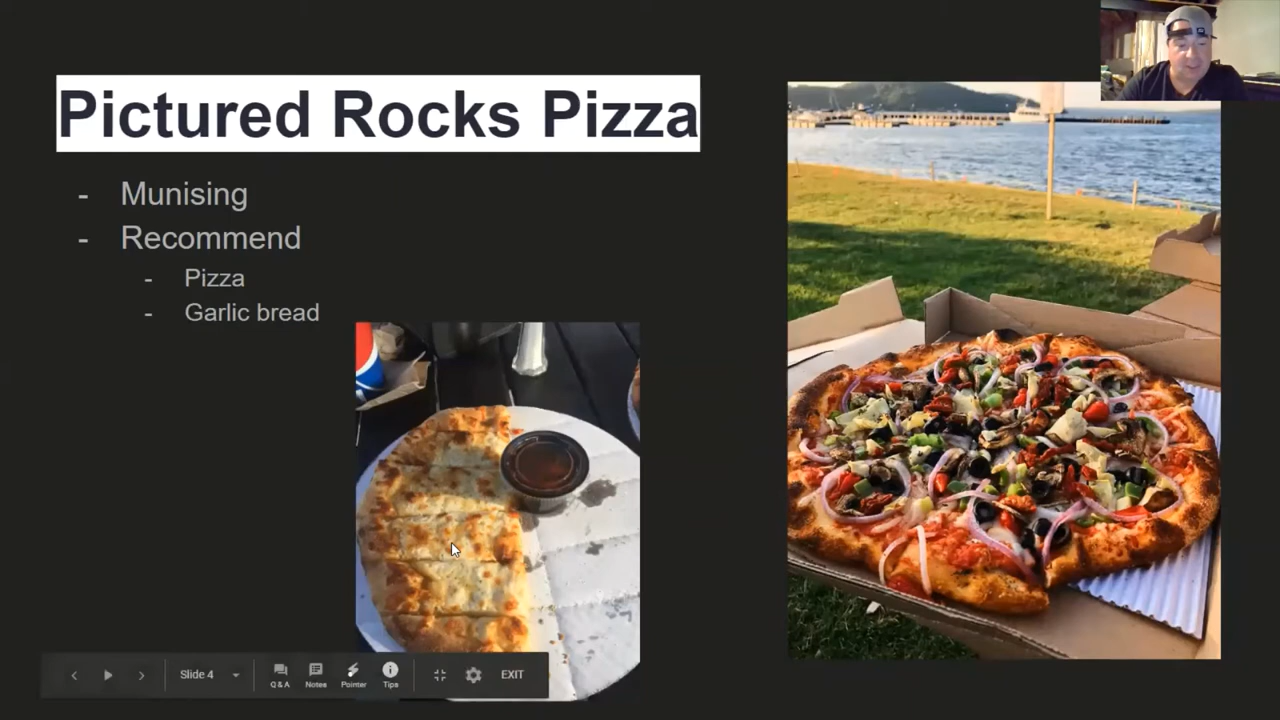 Pictured Rocks Pizza
- Munising
- Recommend
- Pizza
- Garlic bread
Slide 4
Q&A Notes Pointer Tips
EXIT